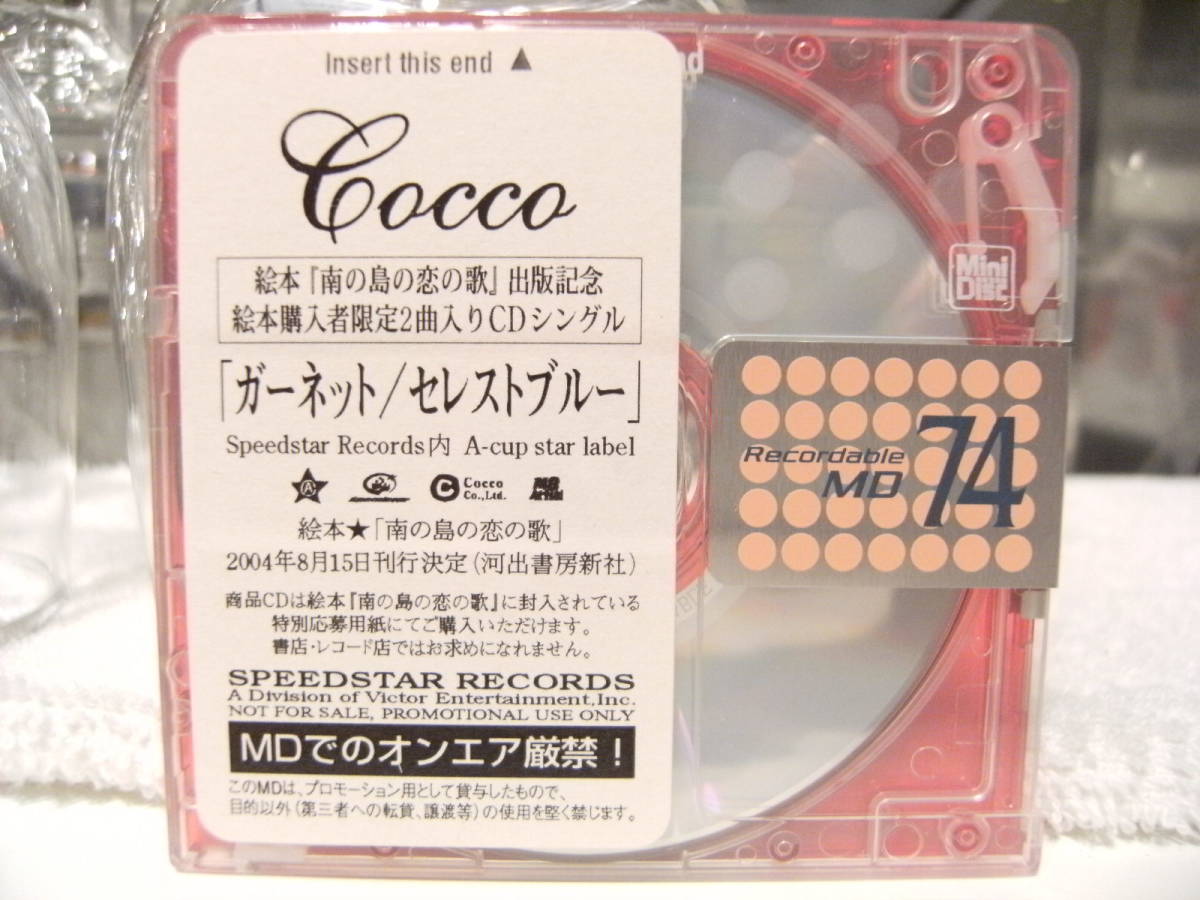 Insert this end ▲
Cocco
絵本『南の島の恋の歌』出版記念
絵本購入者限定2曲入りCDシングル
「ガーネット/セレストブルー」
Speedstar Records内 A-cup star label
A
Cocco
Co.,Ltd.
絵本★「南の島の恋の歌」
2004年8月15日刊行決定(河出書房新社)
商品CDは絵本『南の島の恋の歌』に封入されている
特別応募用紙にてご購入いただけます。
書店・レコード店ではお求めになれません。
SPEEDSTAR RECORDS
A Division of Victor Entertainment,Inc.
NOT FOR SALE, PROMOTIONAL USE ONLY
MDでのオンエア厳禁!
このMDは、プロモーション用として貸与したもので、
目的以外(第三者への転貸、譲渡等)の使用を堅く禁じます。
Mini
Disc
Recordable
MD 74